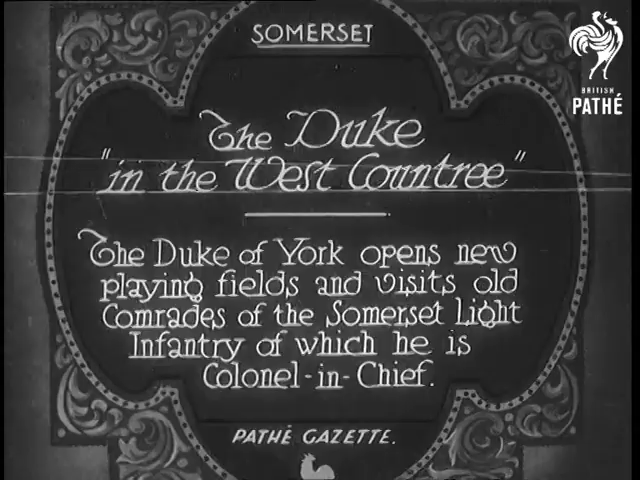 SOMERSET
The Duke
"in the West Countree"
The Duke of York opens new
playing fields and visits old
Comrades of the Somerset Light
Infantry of which he is
Colonel-in-Chief.
PATHÉ GAZETTE.
BRITISH
PATHÉ